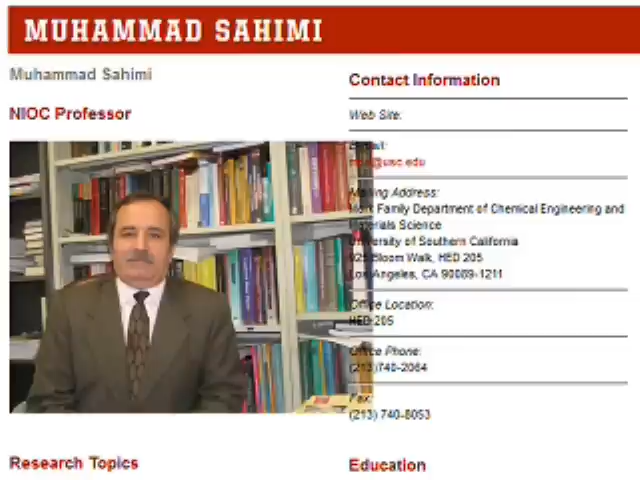 MUHAMMAD SAHIMI
Muhammad Sahimi
NIOC Professor
Contact Information
Web Site:
@usc.edu
Mailing Address:
Mork Family Department of Chemical Engineering and
Materials Science
University of Southern California
925 Bloom Walk, HED 205
Los Angeles, CA 90089-1211
Office Location:
HED 205
Office Phone:
(213)740-2064
Fax:
(213) 740-8053
Research Topics
Education